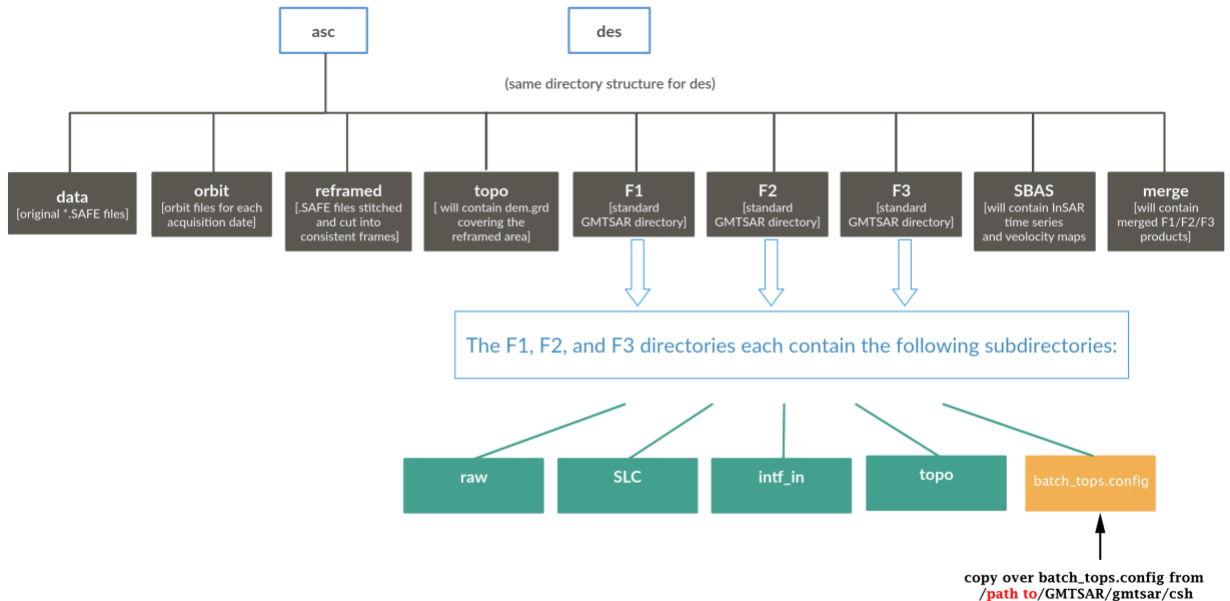 asc
des
(same directory structure for des)
data
[original *.SAFE files]
orbit
[orbit files for each
acquisition date]
reframed
[.SAFE files stitched
and cut into
consistent frames]
topo
[ will contain dem.grd
covering the
reframed area]
F1
[standard
GMTSAR directory]
F2
[standard
GMTSAR directory]
F3
[standard
GMTSAR directory]
SBAS
[will contain InSAR
time series
and veolocity maps
merge
[will contain
merged F1/F2/F3
products]
The F1, F2, and F3 directories each contain the following subdirectories:
raw
SLC
intf_in
topo
batch_tops.config
copy over batch_tops.config from
/path to/GMTSAR/gmtsar/csh